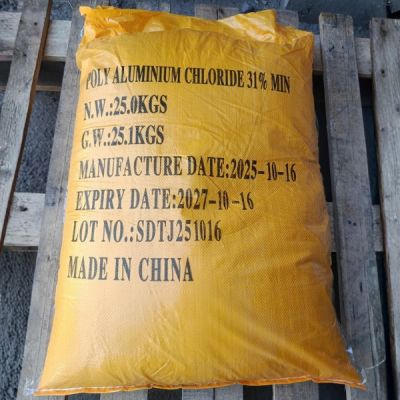 POLY ALUMINIUM CHLORIDE 31% MIN
N.W.:25.0KGS
G.W.:25.1KGS
MANUFACTURE DATE:2025-10-16
EXPIRY DATE:2027-10-16
LOT NO.:SDTJ251016
MADE IN CHINA